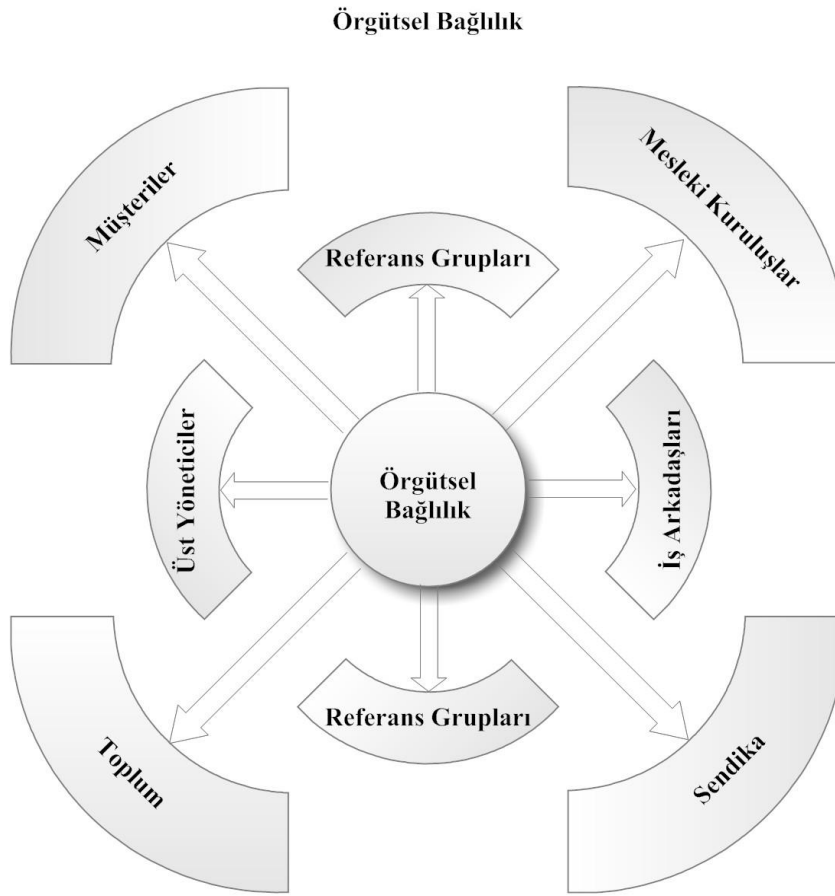 Örgütsel Bağlılık
Müşteriler
Mesleki Kuruluşlar
Referans Grupları
Üst Yöneticiler
Örgütsel
Bağlılık
İş Arkadaşları
Referans Grupları
Toplum
Sendika